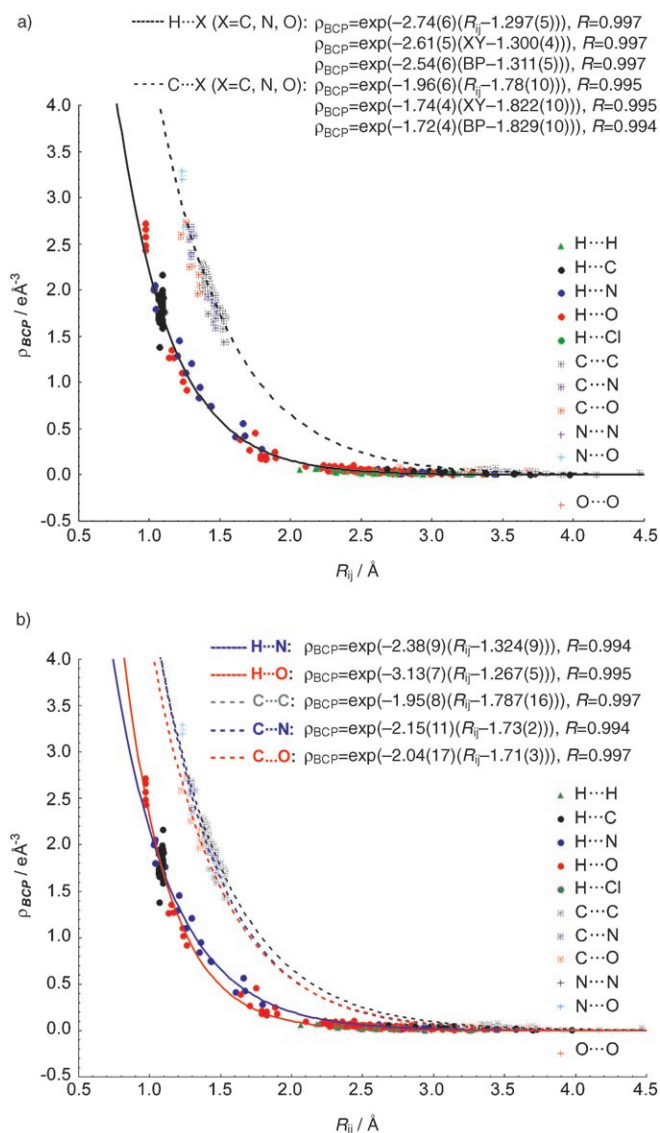 a)
H···X (X=C, N, O): ρBCP=exp(−2.74(6)(Rij−1.297(5))), R=0.997
ρBCP=exp(−2.61(5)(XY−1.300(4))), R=0.997
ρBCP=exp(−2.54(6)(BP−1.311(5))), R=0.997
C···X (X=C, N, O): ρBCP=exp(−1.96(6)(Rij−1.78(10))), R=0.995
ρBCP=exp(−1.74(4)(XY−1.822(10))), R=0.995
ρBCP=exp(−1.72(4)(BP−1.829(10))), R=0.994
4.0
3.5
3.0
2.5
2.0
1.5
1.0
0.5
0.0
-0.5
ρBCP / eÅ-3
H···H
H···C
H···N
H···O
H···Cl
C···C
C···N
C···O
N···N
N···O
O···O
0.5 1.0 1.5 2.0 2.5 3.0 3.5 4.0 4.5
Rij / Å
b)
H···N: ρBCP=exp(−2.38(9)(Rij−1.324(9))), R=0.994
H···O: ρBCP=exp(−3.13(7)(Rij−1.267(5))), R=0.995
C···C: ρBCP=exp(−1.95(8)(Rij−1.787(16))), R=0.997
C···N: ρBCP=exp(−2.15(11)(Rij−1.73(2))), R=0.994
C...O: ρBCP=exp(−2.04(17)(Rij−1.71(3))), R=0.997
4.0
3.5
3.0
2.5
2.0
1.5
1.0
0.5
0.0
-0.5
ρBCP / eÅ-3
H···H
H···C
H···N
H···O
H···Cl
C···C
C···N
C···O
N···N
N···O
O···O
0.5 1.0 1.5 2.0 2.5 3.0 3.5 4.0 4.5
Rij / Å